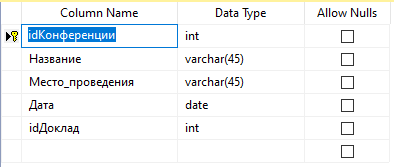 Column Name Data Type Allow Nulls
idКонференции int
Название varchar(45)
Место_проведения varchar(45)
Дата date
idДоклад int